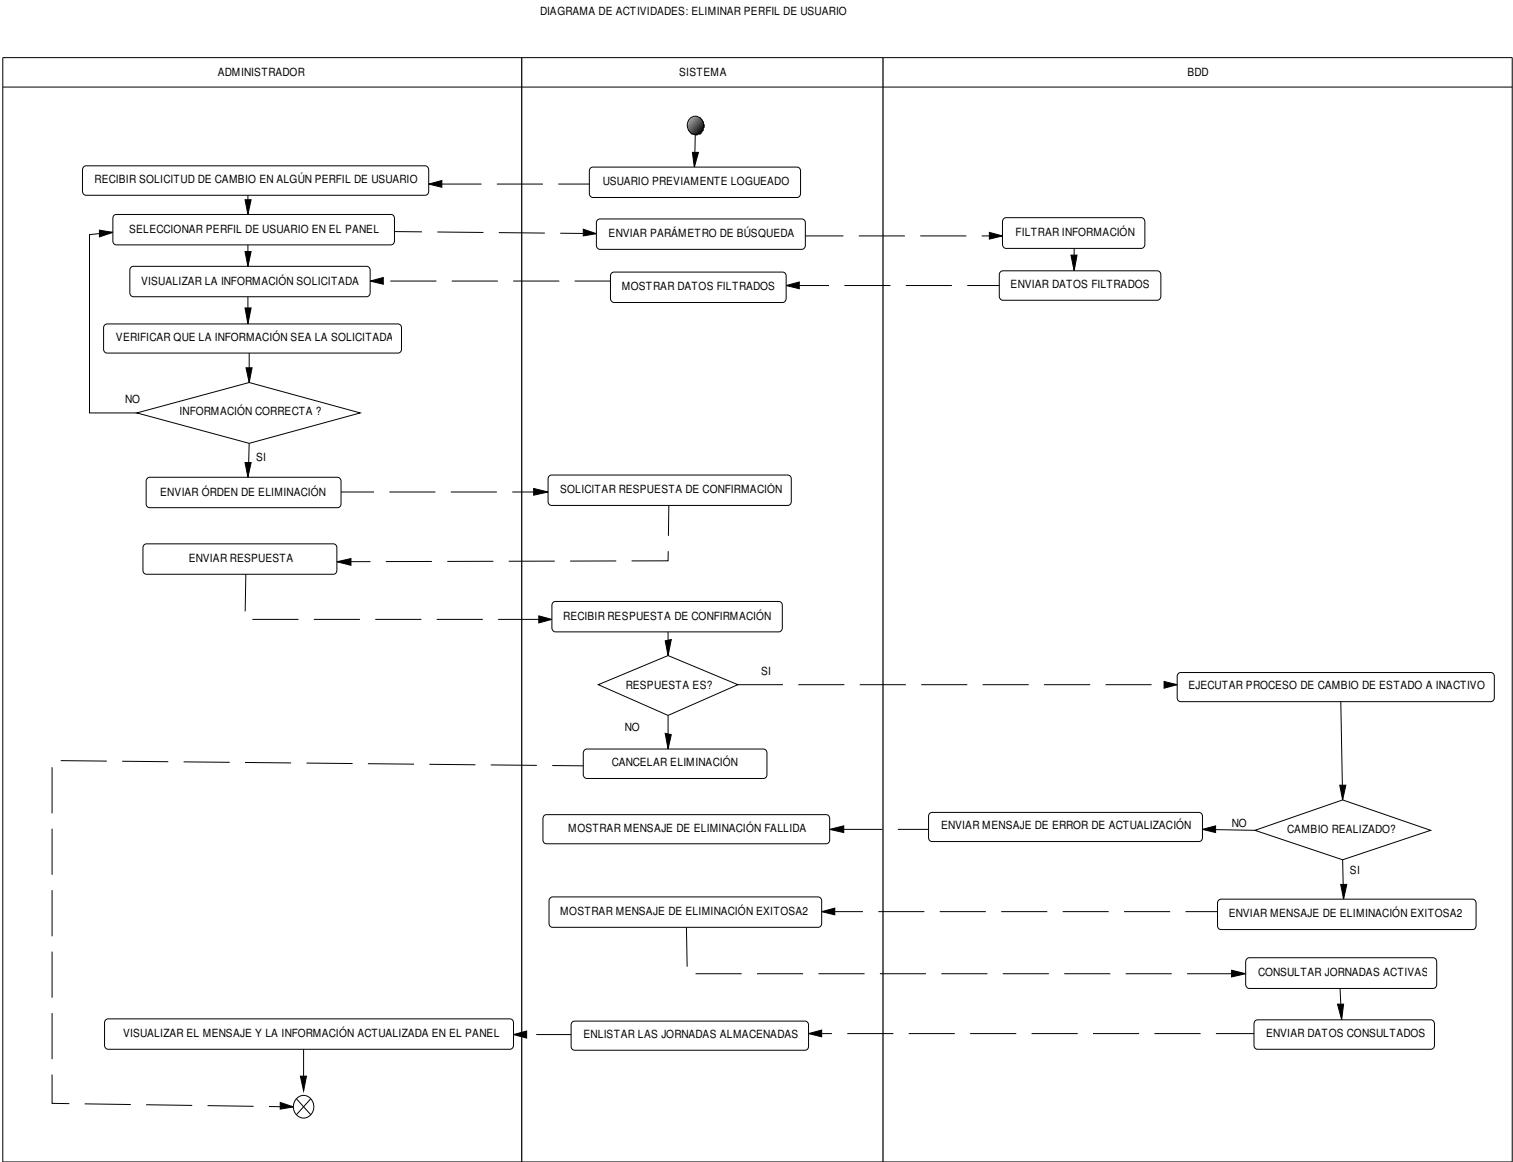 DIAGRAMA DE ACTIVIDADES: ELIMINAR PERFIL DE USUARIO
ADMINISTRADOR
SISTEMA
BDD
RECIBIR SOLICITUD DE CAMBIO EN ALGÚN PERFIL DE USUARIO
USUARIO PREVIAMENTE LOGUEADO
SELECCIONAR PERFIL DE USUARIO EN EL PANEL
ENVIAR PARÁMETRO DE BÚSQUEDA
FILTRAR INFORMACIÓN
VISUALIZAR LA INFORMACIÓN SOLICITADA
MOSTRAR DATOS FILTRADOS
ENVIAR DATOS FILTRADOS
VERIFICAR QUE LA INFORMACIÓN SEA LA SOLICITADA
NO
INFORMACIÓN CORRECTA ?
SI
ENVIAR ÓRDEN DE ELIMINACIÓN
SOLICITAR RESPUESTA DE CONFIRMACIÓN
ENVIAR RESPUESTA
RECIBIR RESPUESTA DE CONFIRMACIÓN
RESPUESTA ES?
SI
EJECUTAR PROCESO DE CAMBIO DE ESTADO A INACTIVO
NO
CANCELAR ELIMINACIÓN
MOSTRAR MENSAJE DE ELIMINACIÓN FALLIDA
ENVIAR MENSAJE DE ERROR DE ACTUALIZACIÓN
NO
CAMBIO REALIZADO?
SI
MOSTRAR MENSAJE DE ELIMINACIÓN EXITOSA2
ENVIAR MENSAJE DE ELIMINACIÓN EXITOSA2
CONSULTAR JORNADAS ACTIVAS
VISUALIZAR EL MENSAJE Y LA INFORMACIÓN ACTUALIZADA EN EL PANEL
ENLISTAR LAS JORNADAS ALMACENADAS
ENVIAR DATOS CONSULTADOS